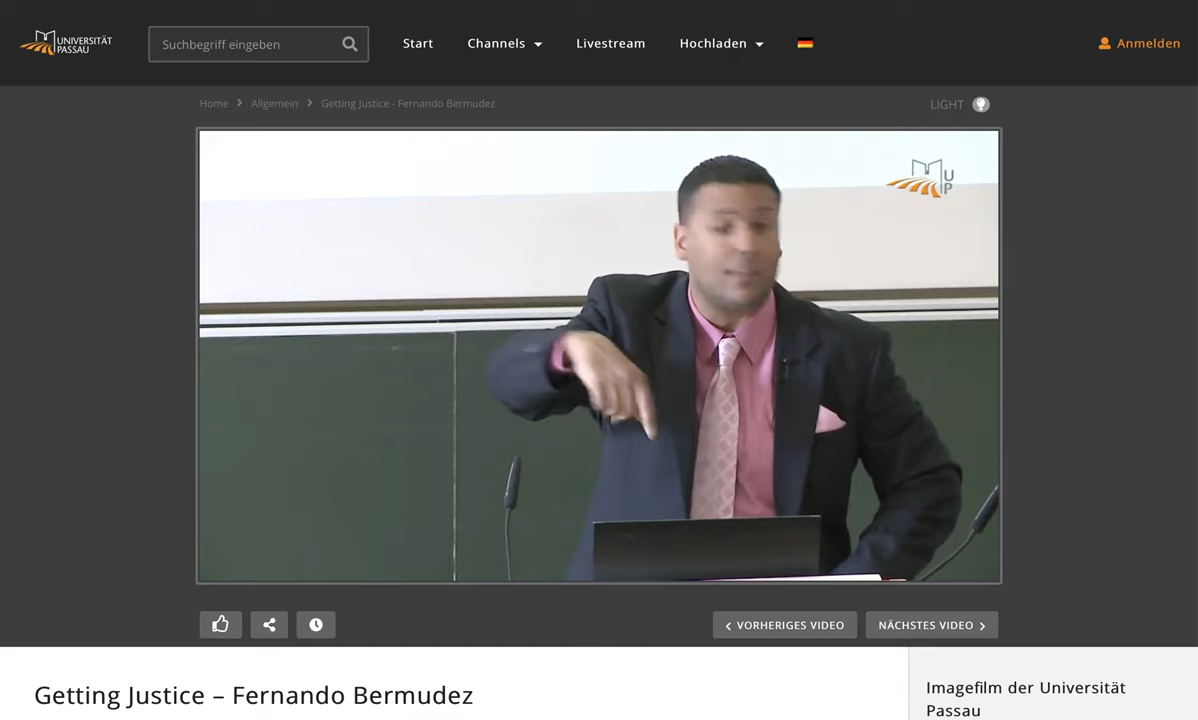 UNIVERSITÄT
PASSAU
Suchbegriff eingeben
Start
Channels
Livestream
Hochladen
Anmelden
Home
Allgemein
Getting Justice - Fernando Bermudez
LIGHT
U
P
VORHERIGES VIDEO
NÄCHSTES VIDEO
Getting Justice – Fernando Bermudez
Imagefilm der Universität
Passau